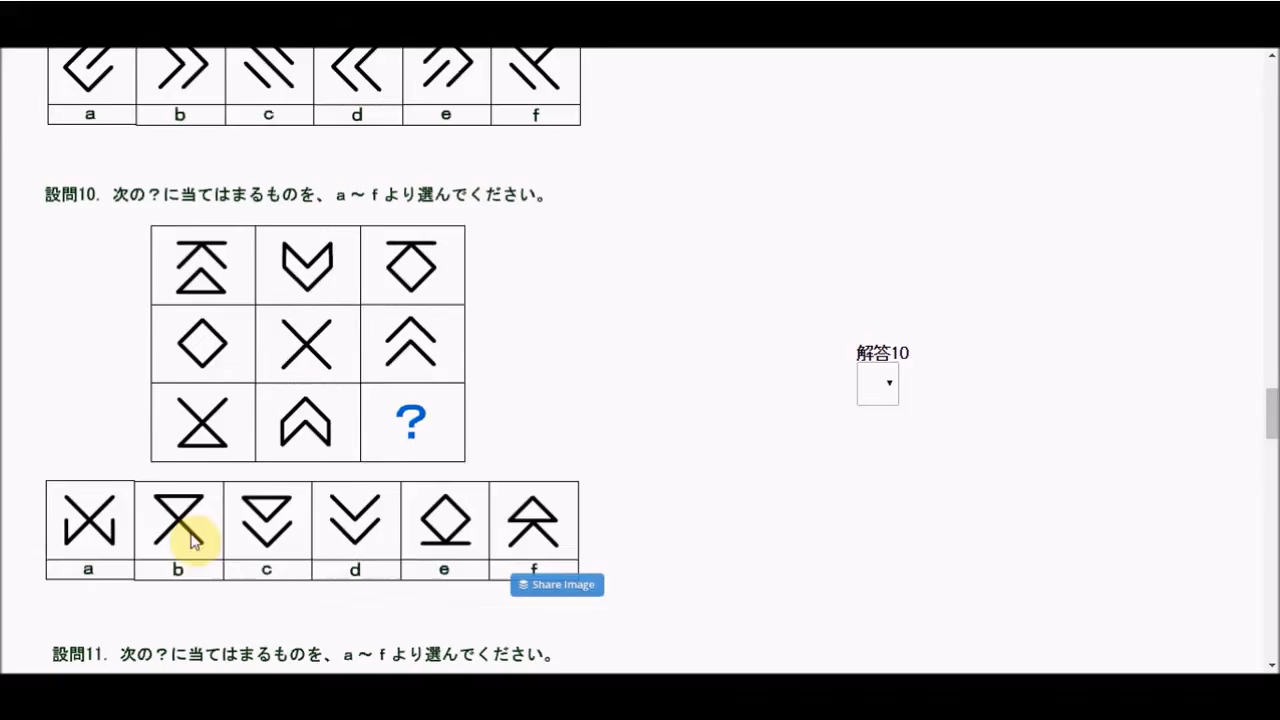 a b c d e f
設問10. 次の？に当てはまるものを、a～fより選んでください。
?
解答10
a b c d e f
Share Image
設問11. 次の？に当てはまるものを、a～fより選んでください。